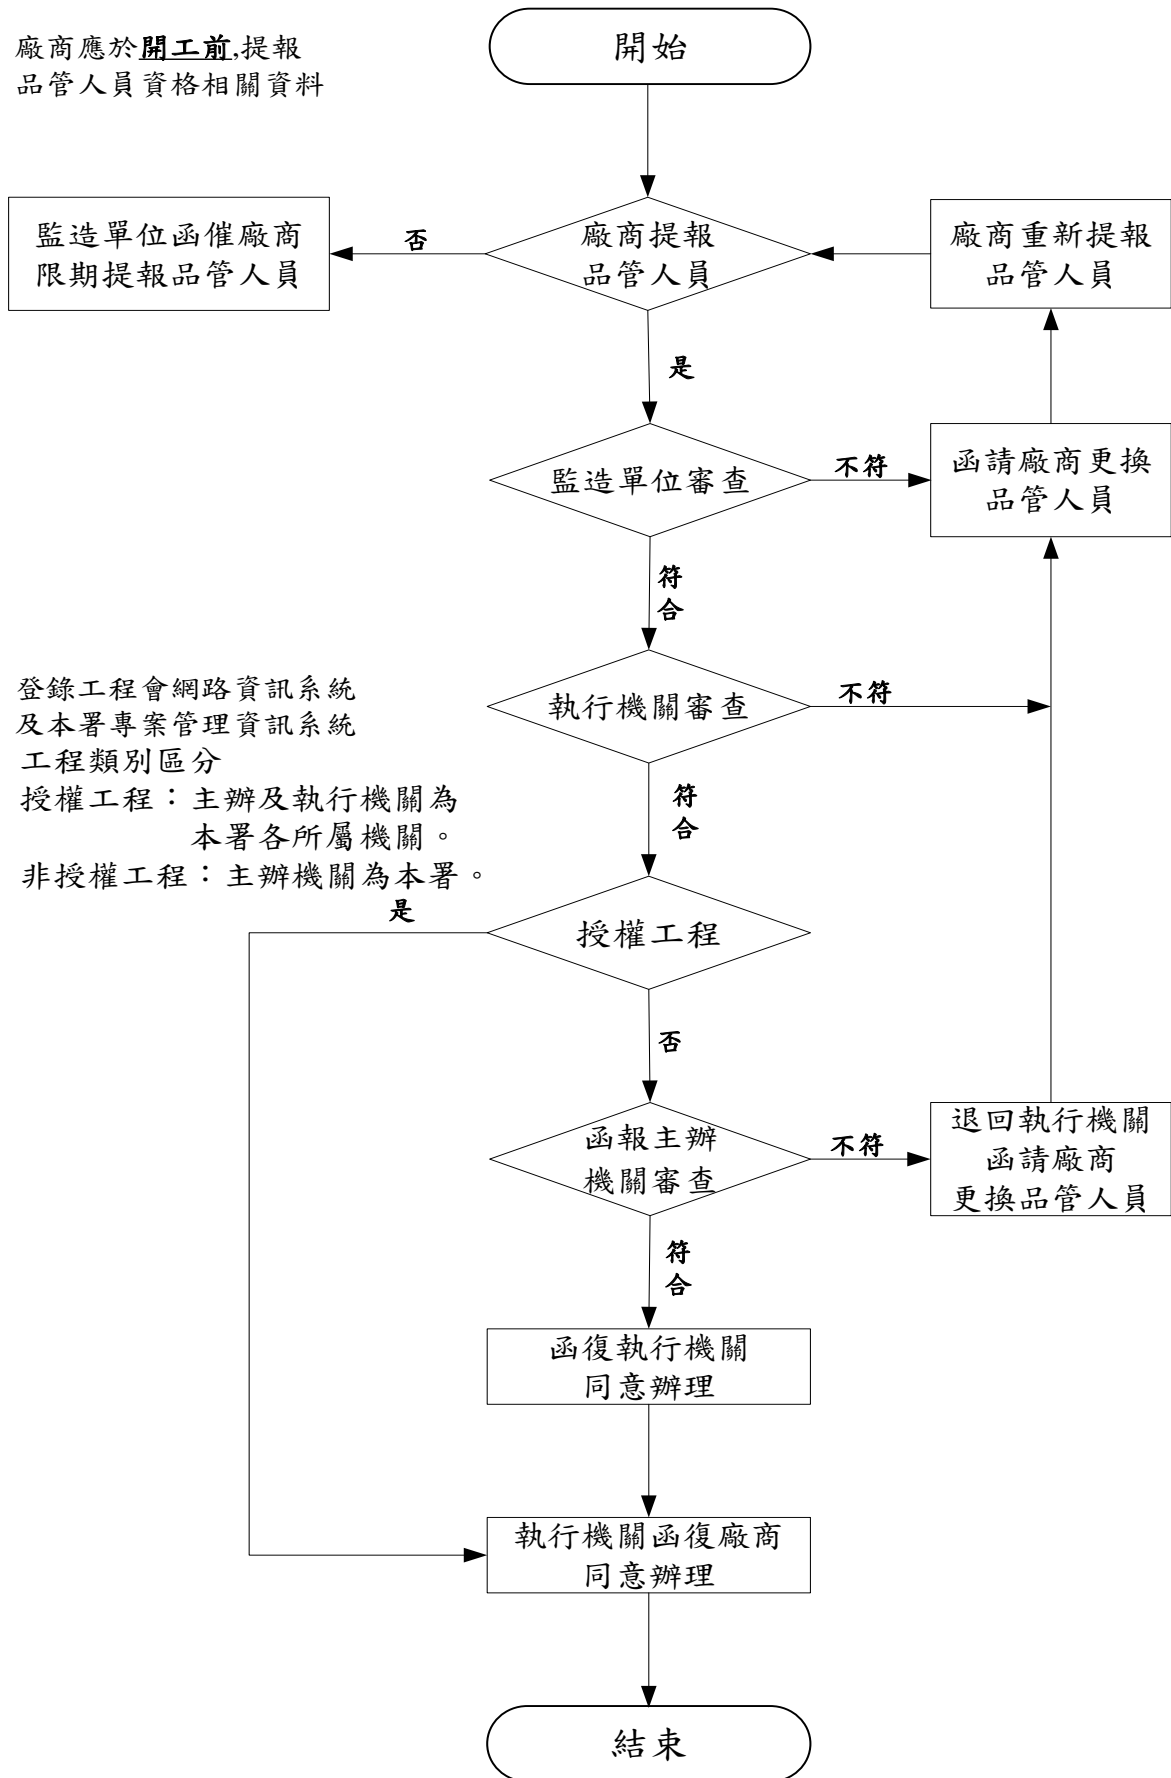 開始
廠商應於開工前,提報
品管人員資格相關資料
監造單位函催廠商
限期提報品管人員
否
廠商提報
品管人員
廠商重新提報
品管人員
是
監造單位審查
不符
函請廠商更換
品管人員
符
合
執行機關審查
不符
登錄工程會網路資訊系統
及本署專案管理資訊系統
工程類別區分
授權工程：主辦及執行機關為
本署各所屬機關。
非授權工程：主辦機關為本署。
符
合
是
授權工程
否
函報主辦
機關審查
不符
退回執行機關
函請廠商
更換品管人員
符
合
函復執行機關
同意辦理
執行機關函復廠商
同意辦理
結束